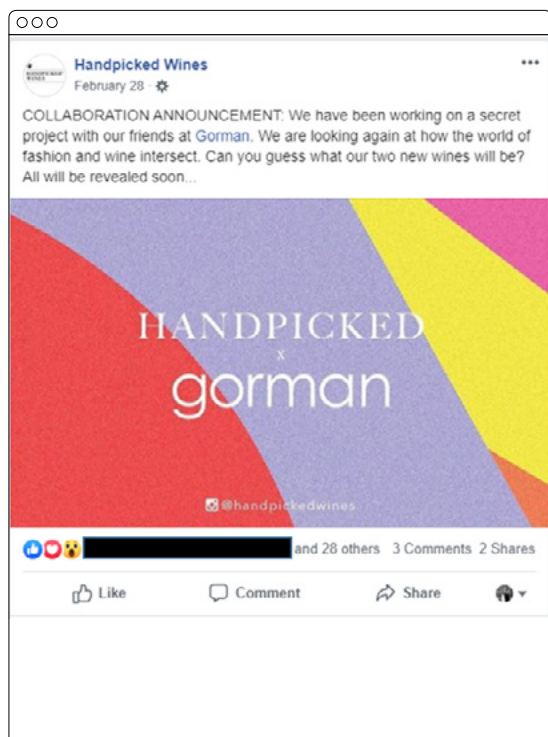 Handpicked Wines
February 28
COLLABORATION ANNOUNCEMENT: We have been working on a secret
project with our friends at Gorman. We are looking again at how the world of
fashion and wine intersect. Can you guess what our two new wines will be?
All will be revealed soon...
HANDPICKED
x
gorman
@handpickedwines
and 28 others 3 Comments 2 Shares
Like Comment Share